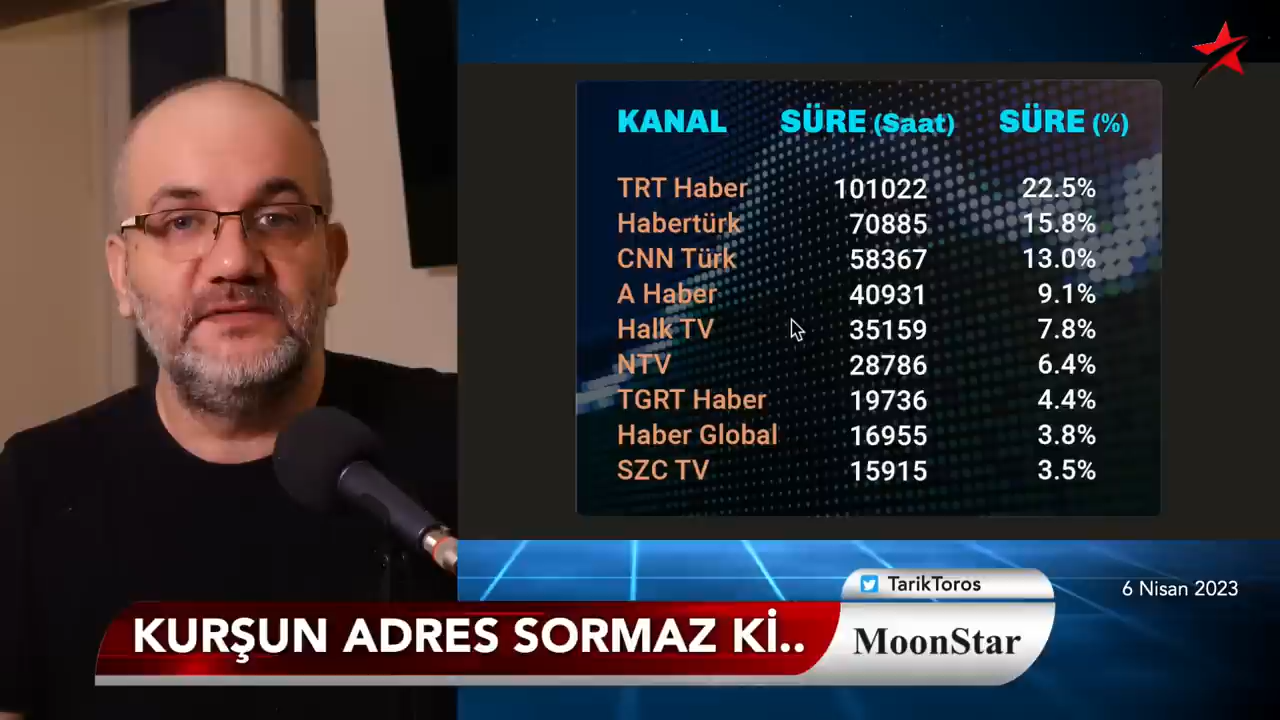 KANAL SÜRE (Saat) SÜRE (%)
TRT Haber 101022 22.5%
Habertürk 70885 15.8%
CNN Türk 58367 13.0%
A Haber 40931 9.1%
Halk TV 35159 7.8%
NTV 28786 6.4%
TGRT Haber 19736 4.4%
Haber Global 16955 3.8%
SZC TV 15915 3.5%
TarikToros
6 Nisan 2023
KURŞUN ADRES SORMAZ Kİ..
MoonStar